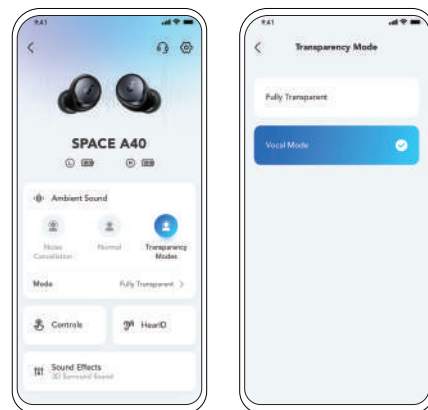 9:41
SPACE A40
L
R
Ambient Sound
Noise
Cancellation
Normal
Transparency
Modes
Mode
Fully Transparent >
Controls
HearID
Sound Effects
3D Surround Sound
9:41
Transparency Mode
Fully Transparent
Vocal Mode